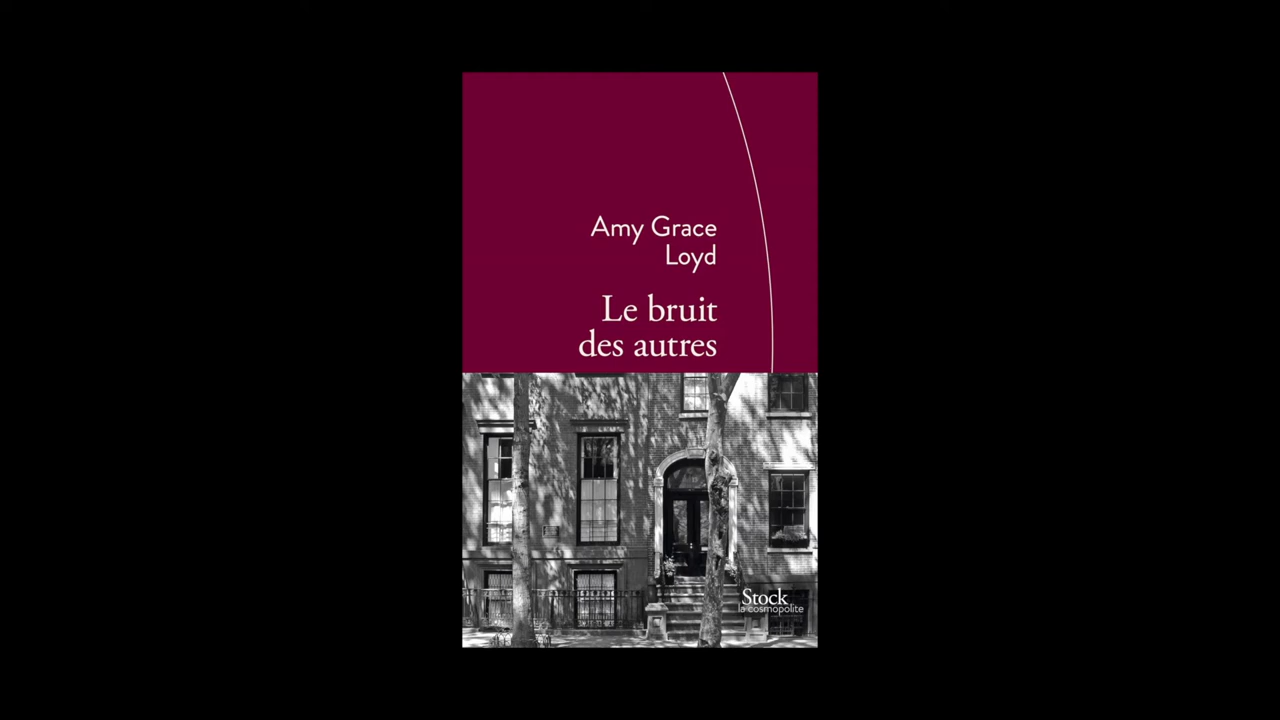 Amy Grace
Loyd
Le bruit
des autres
Stock
la cosmopolite